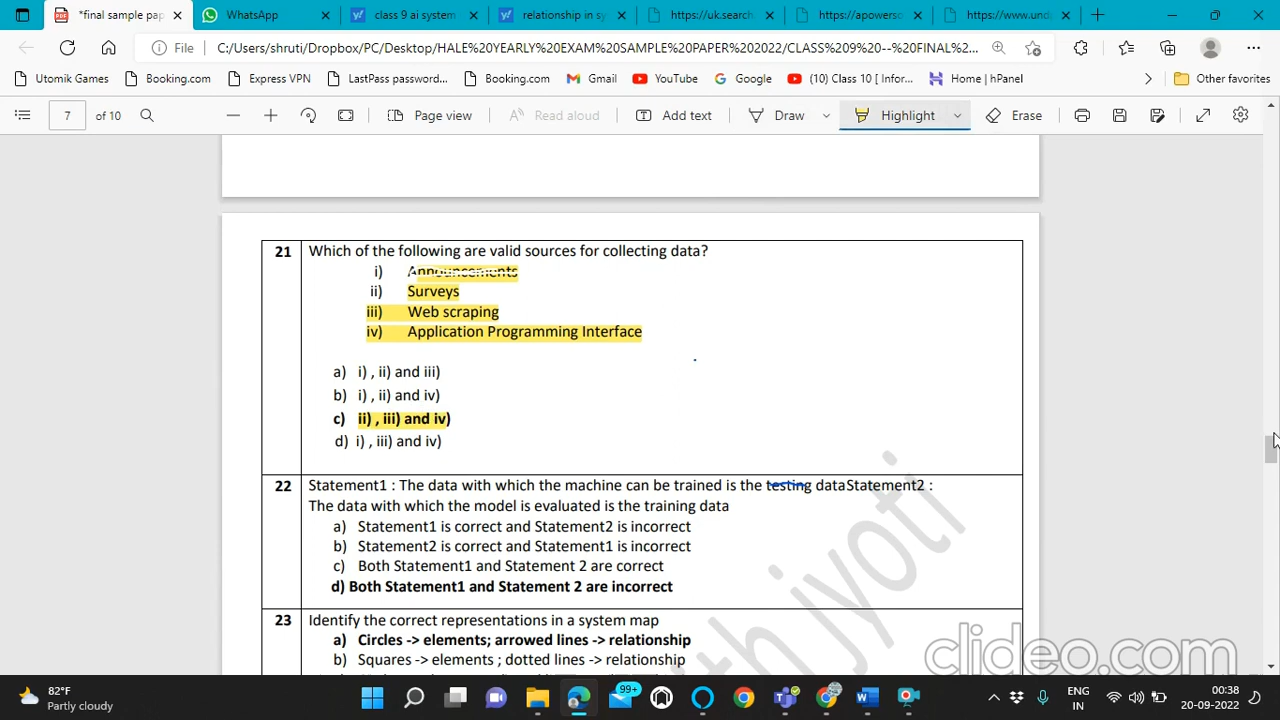 *final sample pap
WhatsApp
class 9 ai system
relationship in sy
https://uk.search
https://apowerso
https://www.und
File
C:/Users/shruti/Dropbox/PC/Desktop/HALE%20YEARLY%20EXAM%20SAMPLE%20PAPER%202022/CLASS%209%20--%20FINAL%2...
Utomik Games
Booking.com
Express VPN
LastPass password...
Booking.com
Gmail
YouTube
Google
(10) Class 10 [ Infor...
Home | hPanel
Other favorites
7
of 10
Page view
Read aloud
Add text
Draw
Highlight
Erase
21 Which of the following are valid sources for collecting data?
i) Announcements
ii) Surveys
iii) Web scraping
iv) Application Programming Interface
a) i) , ii) and iii)
b) i) , ii) and iv)
c) ii) , iii) and iv)
d) i) , iii) and iv)
22 Statement1 : The data with which the machine can be trained is the testing dataStatement2 :
The data with which the model is evaluated is the training data
a) Statement1 is correct and Statement2 is incorrect
b) Statement2 is correct and Statement1 is incorrect
c) Both Statement1 and Statement 2 are correct
d) Both Statement1 and Statement 2 are incorrect
23 Identify the correct representations in a system map
a) Circles -> elements; arrowed lines -> relationship
b) Squares -> elements ; dotted lines -> relationship
th jyoti
clideo.com
82°F
Partly cloudy
99+
ENG
IN
00:38
20-09-2022